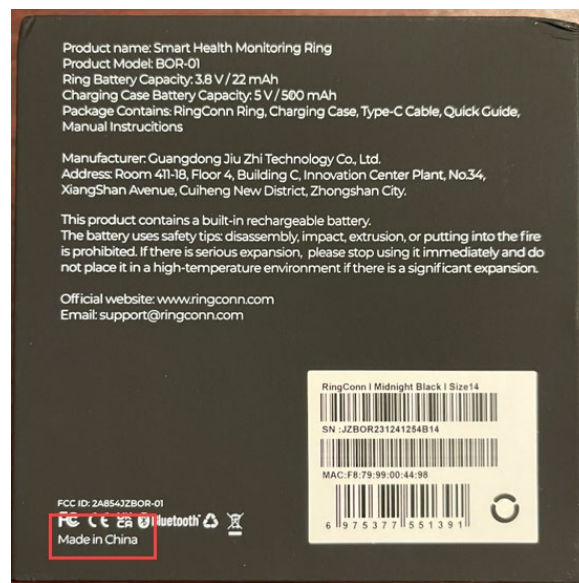 Product name: Smart Health Monitoring Ring
Product Model: BOR-01
Ring Battery Capacity: 3.8 V / 22 mAh
Charging Case Battery Capacity: 5 V / 500 mAh
Package Contains: RingConn Ring, Charging Case, Type-C Cable, Quick Guide,
Manual Instrucitions
Manufacturer: Guangdong Jiu Zhi Technology Co., Ltd.
Address: Room 411-18, Floor 4, Building C, Innovation Center Plant, No.34,
XiangShan Avenue, Cuiheng New District, Zhongshan City.
This product contains a built-in rechargeable battery.
The battery uses safety tips: disassembly, impact, extrusion, or putting into the fire
is prohibited. If there is serious expansion, please stop using it immediately and do
not place it in a high-temperature environment if there is a significant expansion.
Official website: www.ringconn.com
Email: support@ringconn.com
RingConn I Midnight Black I Size14
SN :JZBOR231241254B14
MAC:F8:79:99:00:44:98
6 975377 551391
FCC ID: 2A854JZBOR-01
FC CE UK CA Bluetooth
Made in China